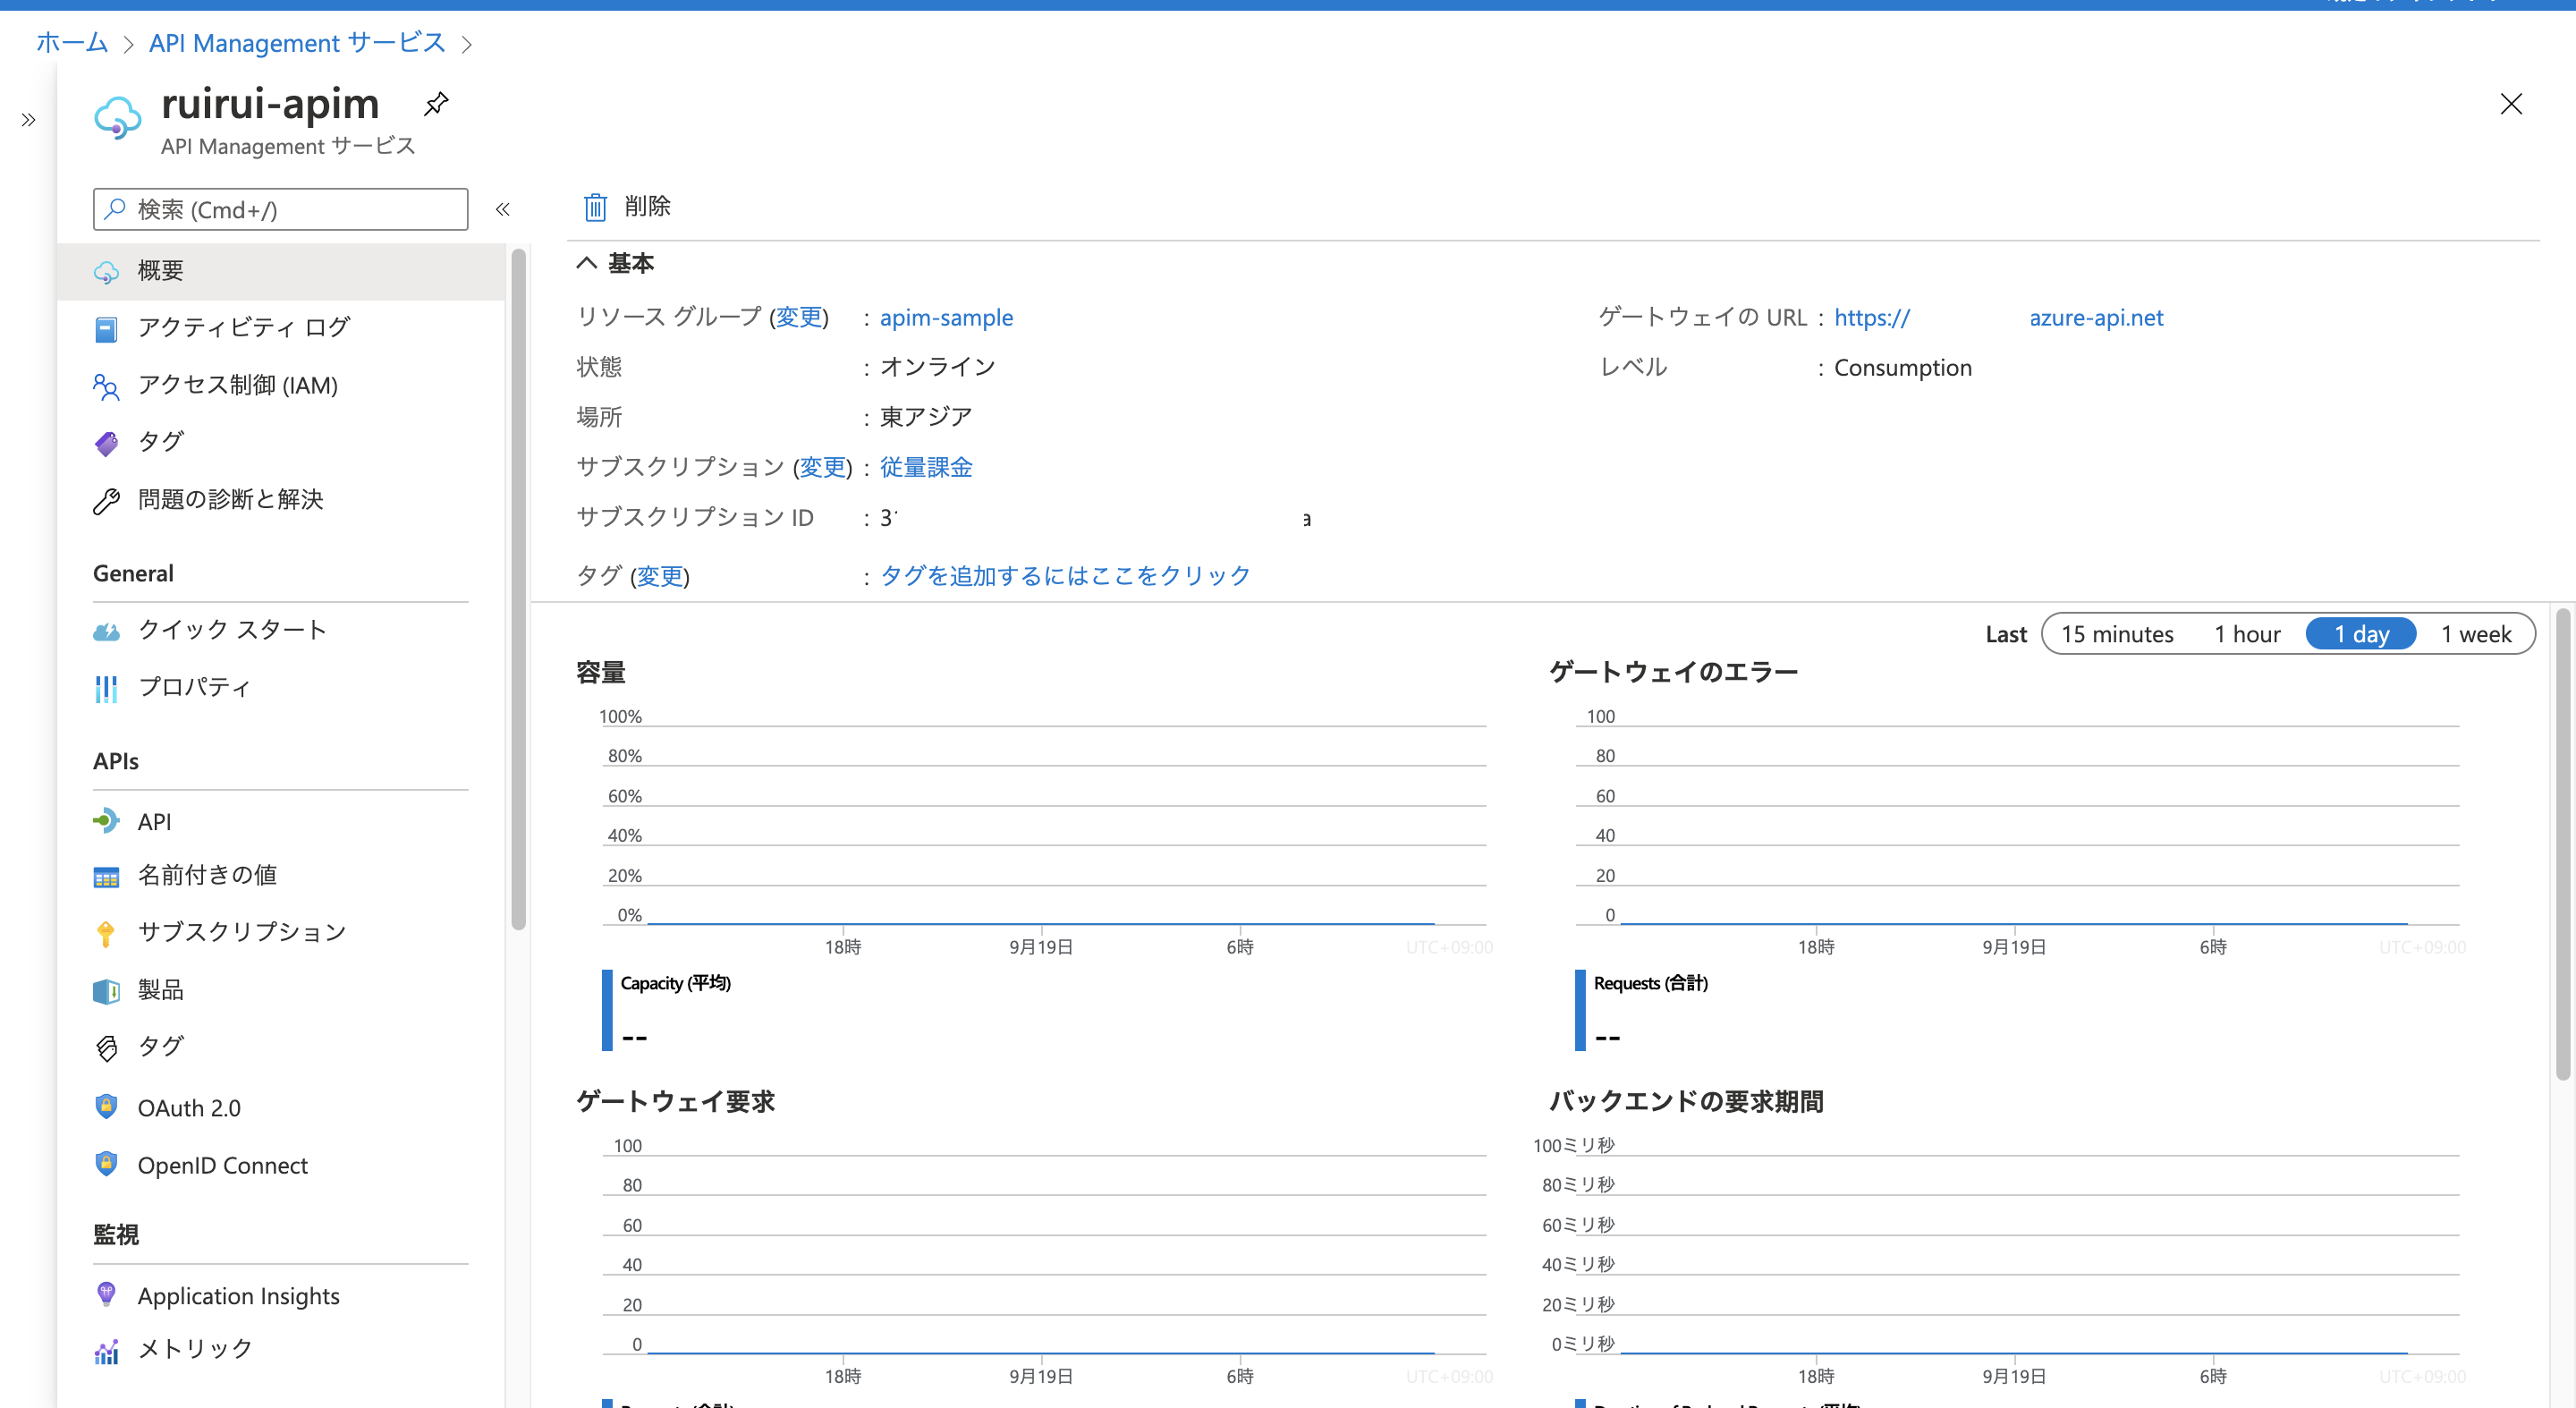 ホーム > API Management サービス >
ruirui-apim
API Management サービス
検索 (Cmd+/)
概要
アクティビティ ログ
アクセス制御 (IAM)
タグ
問題の診断と解決
General
クイック スタート
プロパティ
APIs
API
名前付きの値
サブスクリプション
製品
タグ
OAuth 2.0
OpenID Connect
監視
Application Insights
メトリック
削除
基本
リソース グループ (変更) : apim-sample
状態 : オンライン
場所 : 東アジア
サブスクリプション (変更) : 従量課金
サブスクリプション ID : 3 a
タグ (変更) : タグを追加するにはここをクリック
ゲートウェイの URL : https:// azure-api.net
レベル : Consumption
Last 15 minutes 1 hour 1 day 1 week
容量
100%
80%
60%
40%
20%
0%
18時 9月19日 6時 UTC+09:00
Capacity (平均)
--
ゲートウェイのエラー
100
80
60
40
20
0
18時 9月19日 6時 UTC+09:00
Requests (合計)
--
ゲートウェイ要求
100
80
60
40
20
0
18時 9月19日 6時 UTC+09:00
バックエンドの要求期間
100ミリ秒
80ミリ秒
60ミリ秒
40ミリ秒
20ミリ秒
0ミリ秒
18時 9月19日 6時 UTC+09:00